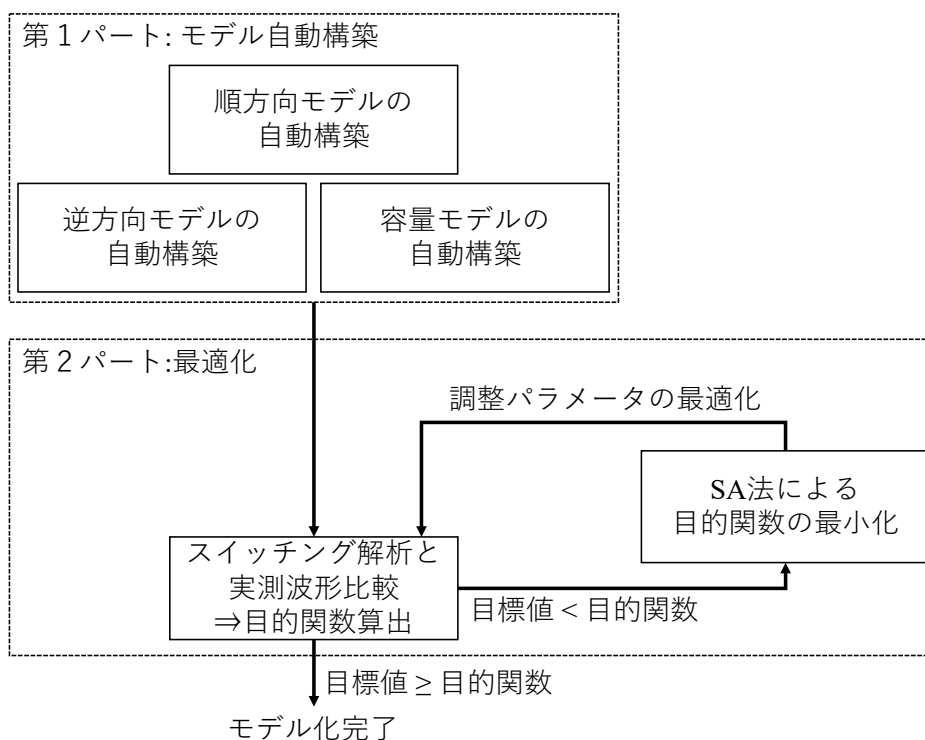 第１パート: モデル自動構築
順方向モデルの
自動構築
逆方向モデルの
自動構築
容量モデルの
自動構築
第２パート:最適化
調整パラメータの最適化
SA法による
目的関数の最小化
スイッチング解析と
実測波形比較
⇒目的関数算出
目標値 < 目的関数
目標値 ≥ 目的関数
モデル化完了